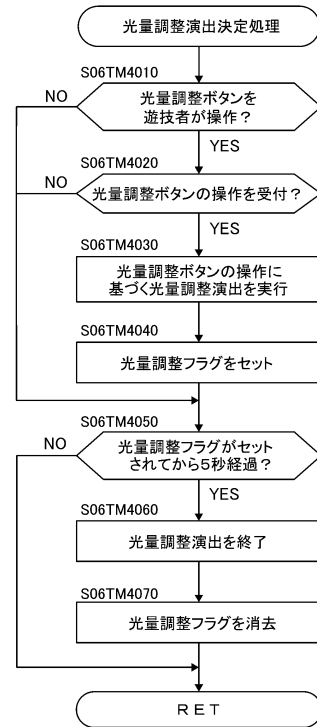 光量調整演出決定処理
S06TM4010
NO
光量調整ボタンを
遊技者が操作？
YES
S06TM4020
NO
光量調整ボタンの操作を受付？
YES
S06TM4030
光量調整ボタンの操作に
基づく光量調整演出を実行
S06TM4040
光量調整フラグをセット
S06TM4050
NO
光量調整フラグがセット
されてから5秒経過？
YES
S06TM4060
光量調整演出を終了
S06TM4070
光量調整フラグを消去
RET